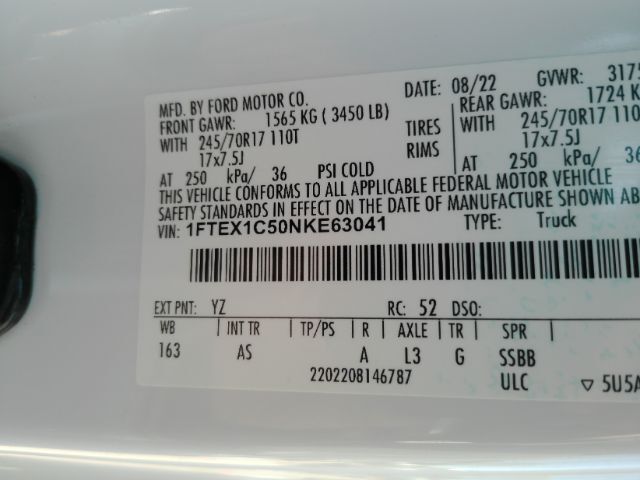 MFD. BY FORD MOTOR CO.
DATE: 08/22 GVWR: 3175
FRONT GAWR: 1565 KG ( 3450 LB) REAR GAWR: 1724 K
WITH 245/70R17 110T TIRES WITH 245/70R17 110
17x7.5J RIMS 17x7.5J
AT 250 kPa/ 36 PSI COLD AT 250 kPa/ 36
THIS VEHICLE CONFORMS TO ALL APPLICABLE FEDERAL MOTOR VEHICLE
SAFETY STANDARDS IN EFFECT ON THE DATE OF MANUFACTURE SHOWN AB
VIN: 1FTEX1C50NKE63041 TYPE: Truck
EXT PNT: YZ RC: 52 DSO:
WB INT TR TP/PS R AXLE TR SPR
163 AS A L3 G SSBB
2202208146787 ULC ▽ 5U5A